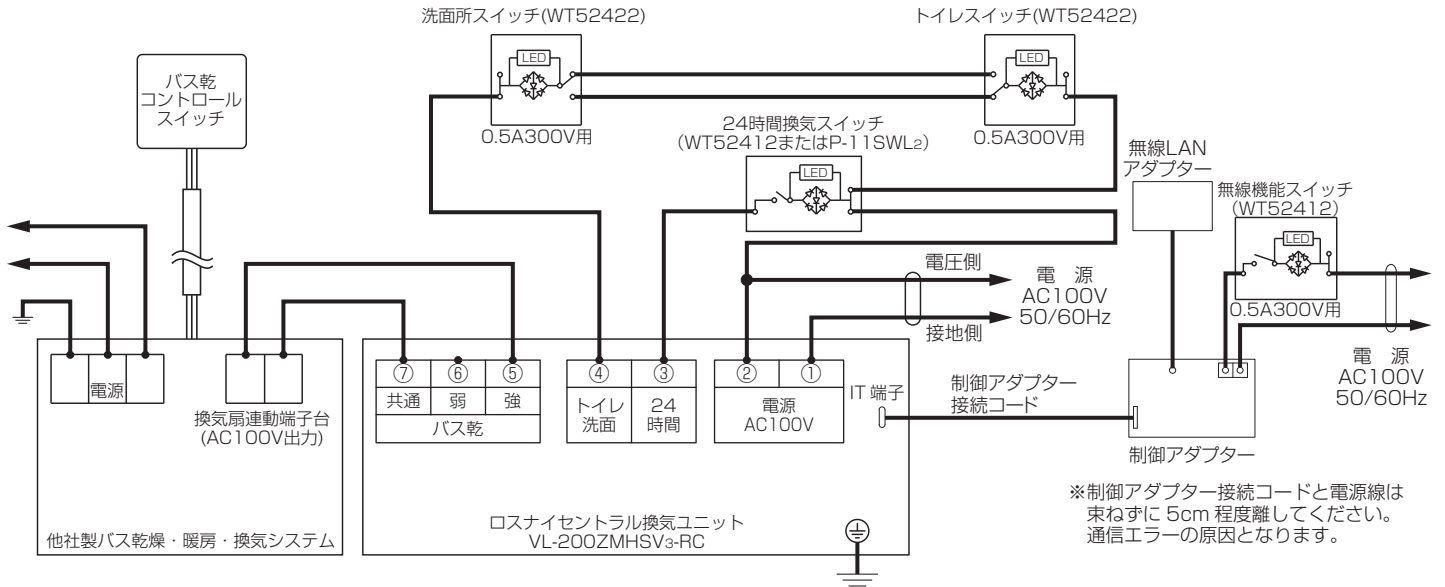 洗面所スイッチ(WT52422)
トイレスイッチ(WT52422)
LED
LED
0.5A300V用
0.5A300V用
バス乾
コントロール
スイッチ
24時間換気スイッチ
(WT52412またはP-11SWL2)
LED
無線LAN
アダプター
無線機能スイッチ
(WT52412)
LED
0.5A300V用
電圧側
接地側
電 源
AC100V
50/60Hz
電 源
AC100V
50/60Hz
電源
換気扇連動端子台
(AC100V出力)
⑦
⑥
⑤
④
③
②
①
共通
弱
強
バス乾
トイレ
洗面
24
時間
電源
AC100V
IT 端子
制御アダプター
接続コード
制御アダプター
※制御アダプター接続コードと電源線は
束ねずに 5cm 程度離してください。
通信エラーの原因となります。
他社製バス乾燥・暖房・換気システム
ロスナイセントラル換気ユニット
VL-200ZMHSV3-RC